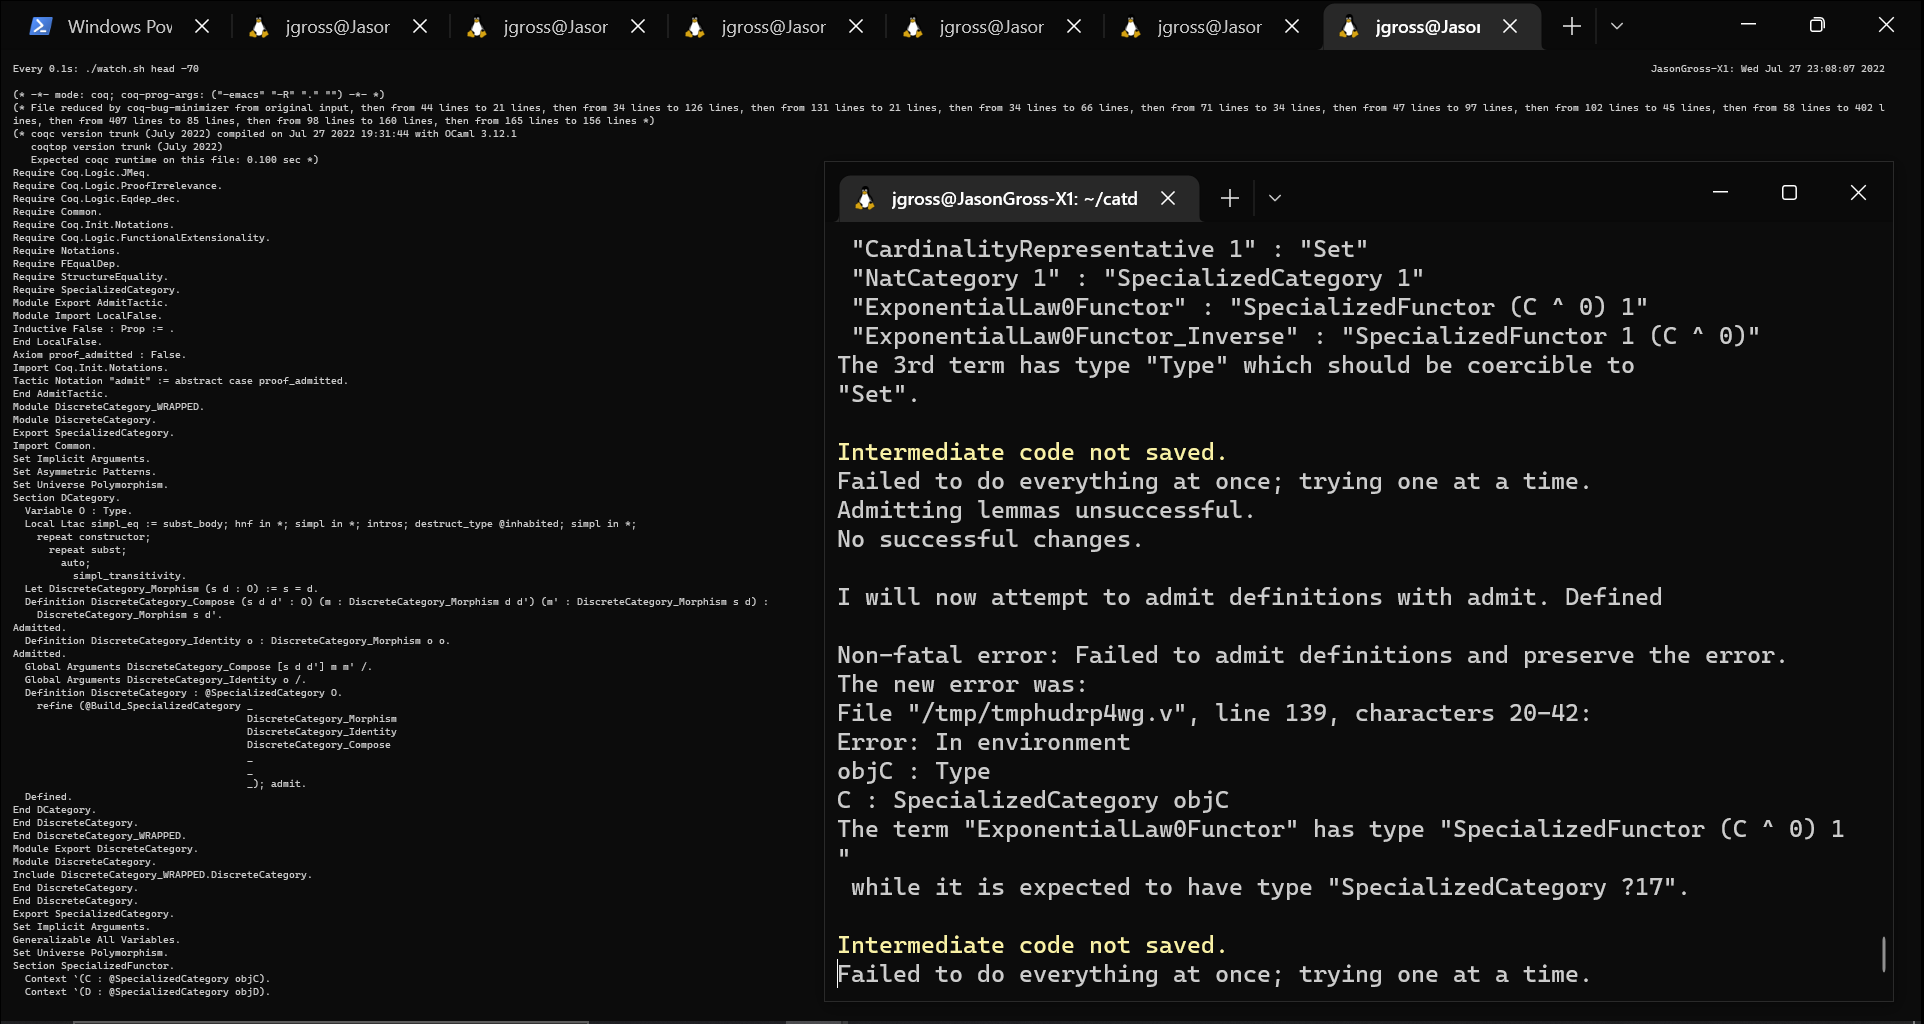 Windows Pov
jgross@Jasor
jgross@Jasor
jgross@Jasor
jgross@Jasor
jgross@Jasor
jgross@Jasor
Every 0.1s: ./watch.sh head -70
JasonGross-X1: Wed Jul 27 23:08:07 2022
(* -*- mode: coq; coq-prog-args: ("-emacs" "-R" "." "") -*- *)
(* File reduced by coq-bug-minimizer from original input, then from 44 lines to 21 lines, then from 34 lines to 126 lines, then from 131 lines to 21 lines, then from 34 lines to 66 lines, then from 71 lines to 34 lines, then from 47 lines to 97 lines, then from 102 lines to 45 lines, then from 58 lines to 402 l
ines, then from 407 lines to 85 lines, then from 98 lines to 160 lines, then from 165 lines to 156 lines *)
(* coqc version trunk (July 2022) compiled on Jul 27 2022 19:31:44 with OCaml 3.12.1
coqtop version trunk (July 2022)
Expected coqc runtime on this file: 0.100 sec *)
Require Coq.Logic.JMeq.
Require Coq.Logic.ProofIrrelevance.
Require Coq.Logic.Eqdep_dec.
Require Common.
Require Coq.Init.Notations.
Require Coq.Logic.FunctionalExtensionality.
Require Notations.
Require FEqualDep.
Require StructureEquality.
Require SpecializedCategory.
Module Export AdmitTactic.
Module Import LocalFalse.
Inductive False : Prop := .
End LocalFalse.
Axiom proof_admitted : False.
Import Coq.Init.Notations.
Tactic Notation "admit" := abstract case proof_admitted.
End AdmitTactic.
Module DiscreteCategory_WRAPPED.
Module DiscreteCategory.
Export SpecializedCategory.
Import Common.
Set Implicit Arguments.
Set Asymmetric Patterns.
Set Universe Polymorphism.
Section DCategory.
Variable O : Type.
Local Ltac simpl_eq := subst_body; hnf in *; simpl in *; intros; destruct_type @inhabited; simpl in *;
repeat constructor;
repeat subst;
auto;
simpl_transitivity.
Let DiscreteCategory_Morphism (s d : O) := s = d.
Definition DiscreteCategory_Compose (s d d' : O) (m : DiscreteCategory_Morphism d d') (m' : DiscreteCategory_Morphism s d) :
DiscreteCategory_Morphism s d'.
Admitted.
Definition DiscreteCategory_Identity o : DiscreteCategory_Morphism o o.
Admitted.
Global Arguments DiscreteCategory_Compose [s d d'] m m' /.
Global Arguments DiscreteCategory_Identity o /.
Definition DiscreteCategory : @SpecializedCategory O.
refine (@Build_SpecializedCategory _
DiscreteCategory_Morphism
DiscreteCategory_Identity
DiscreteCategory_Compose
_
_
_); admit.
Defined.
End DCategory.
End DiscreteCategory.
End DiscreteCategory_WRAPPED.
Module Export DiscreteCategory.
Module DiscreteCategory.
Include DiscreteCategory_WRAPPED.DiscreteCategory.
End DiscreteCategory.
End DiscreteCategory.
Export SpecializedCategory.
Set Implicit Arguments.
Generalizable All Variables.
Set Universe Polymorphism.
Section SpecializedFunctor.
Context `(C : @SpecializedCategory objC).
Context `(D : @SpecializedCategory objD).
jgross@JasonGross-X1: ~/catd
"CardinalityRepresentative 1" : "Set"
"NatCategory 1" : "SpecializedCategory 1"
"ExponentialLaw0Functor" : "SpecializedFunctor (C ^ 0) 1"
"ExponentialLaw0Functor_Inverse" : "SpecializedFunctor 1 (C ^ 0)"
The 3rd term has type "Type" which should be coercible to
"Set".
Intermediate code not saved.
Failed to do everything at once; trying one at a time.
Admitting lemmas unsuccessful.
No successful changes.
I will now attempt to admit definitions with admit. Defined
Non-fatal error: Failed to admit definitions and preserve the error.
The new error was:
File "/tmp/tmphudrp4wg.v", line 139, characters 20-42:
Error: In environment
objC : Type
C : SpecializedCategory objC
The term "ExponentialLaw0Functor" has type "SpecializedFunctor (C ^ 0) 1
"
while it is expected to have type "SpecializedCategory ?17".
Intermediate code not saved.
Failed to do everything at once; trying one at a time.